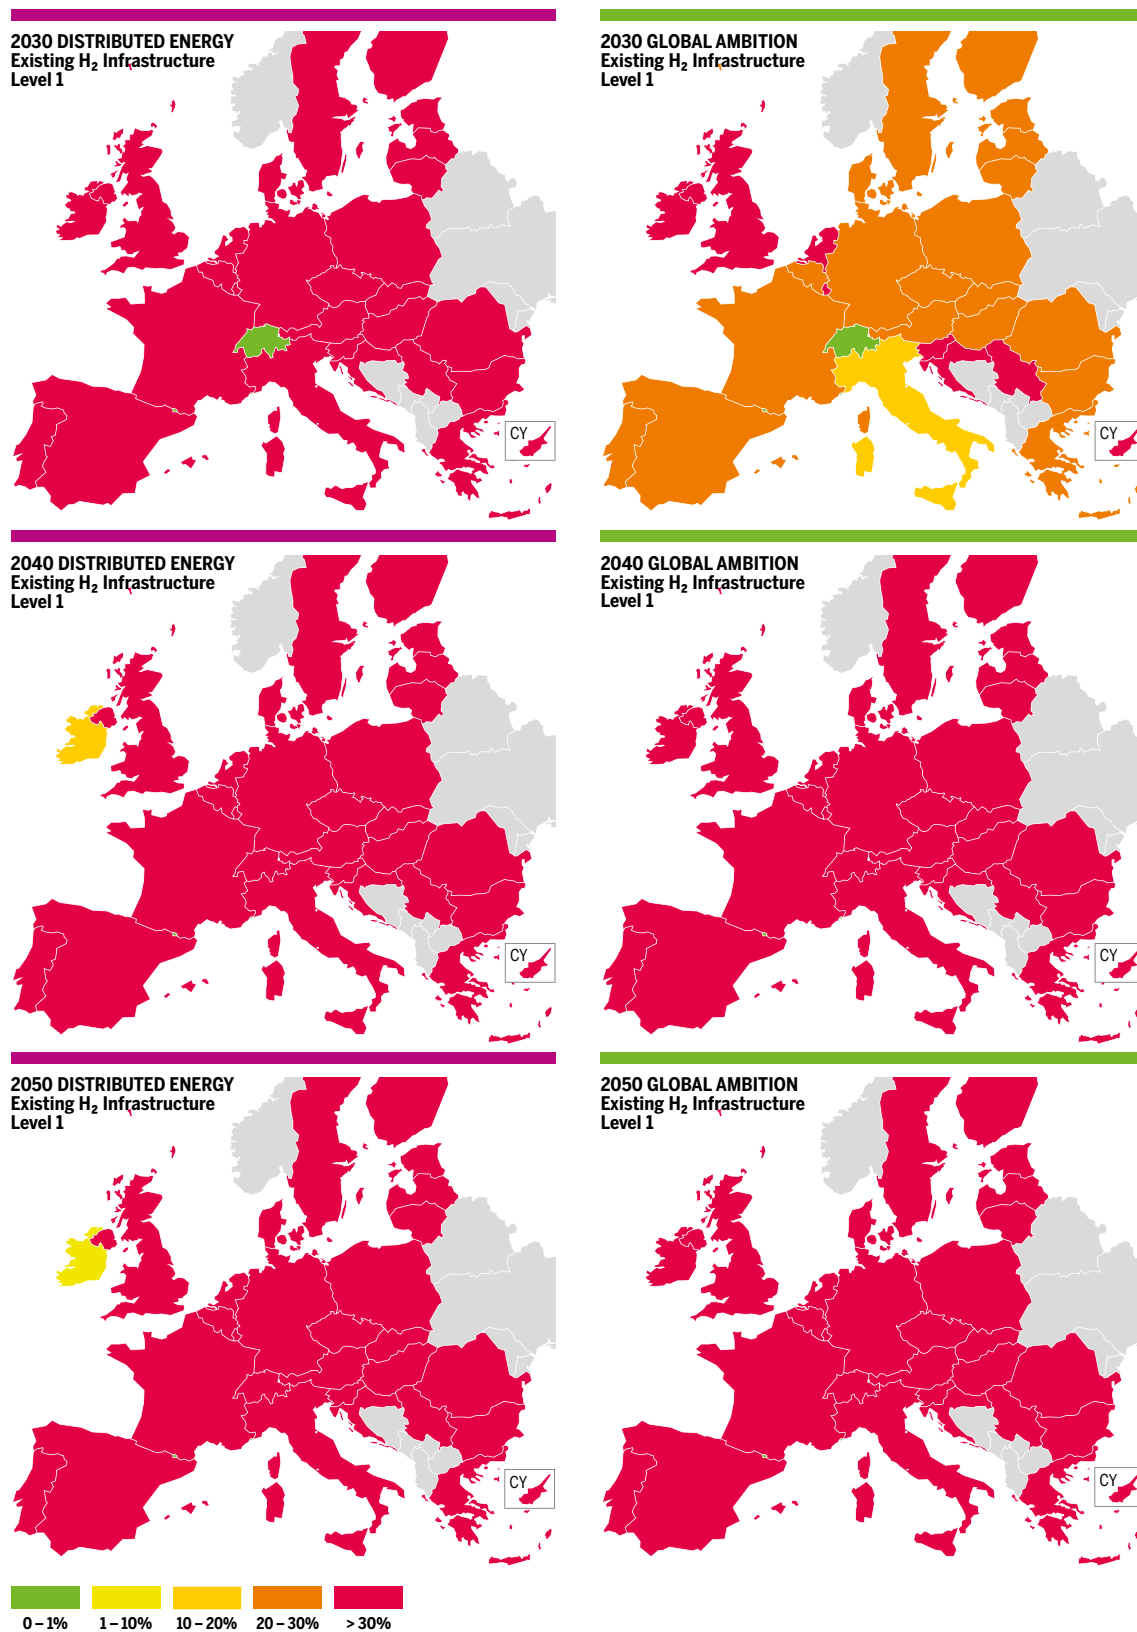 2030 DISTRIBUTED ENERGY
Existing H₂ Infrastructure
Level 1
CY
2030 GLOBAL AMBITION
Existing H₂ Infrastructure
Level 1
CY
2040 DISTRIBUTED ENERGY
Existing H₂ Infrastructure
Level 1
CY
2040 GLOBAL AMBITION
Existing H₂ Infrastructure
Level 1
CY
2050 DISTRIBUTED ENERGY
Existing H₂ Infrastructure
Level 1
CY
2050 GLOBAL AMBITION
Existing H₂ Infrastructure
Level 1
CY
0 – 1% 1 – 10% 10 – 20% 20 – 30% > 30%